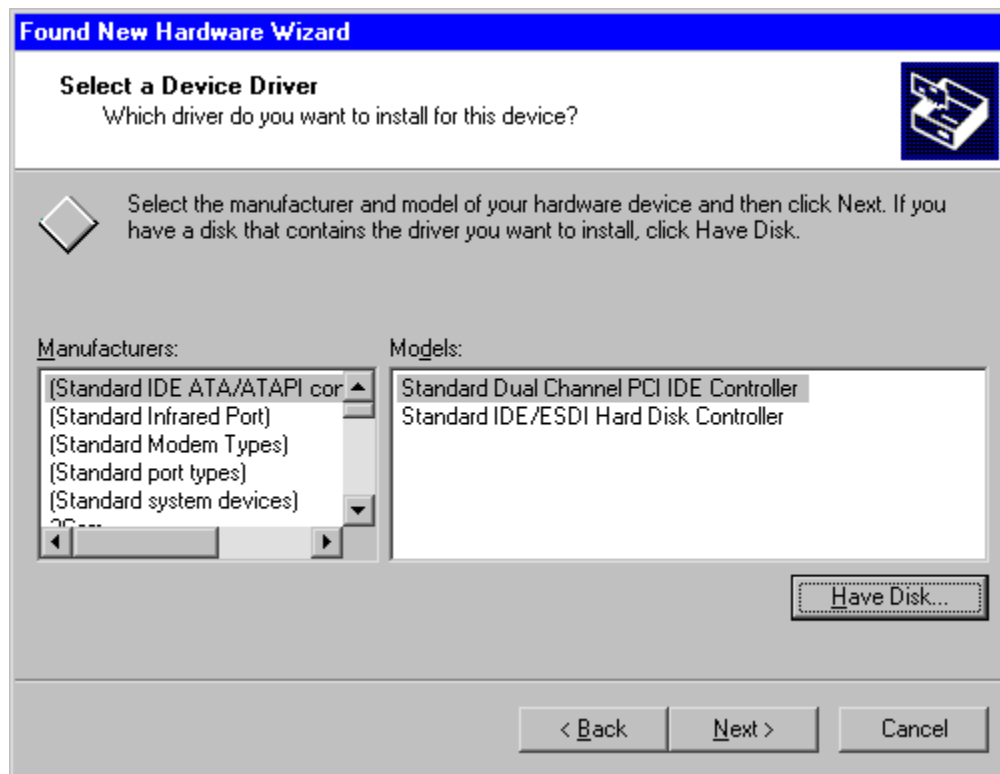 Found New Hardware Wizard
Select a Device Driver
Which driver do you want to install for this device?
Select the manufacturer and model of your hardware device and then click Next. If you
have a disk that contains the driver you want to install, click Have Disk.
Manufacturers:
(Standard IDE ATA/ATAPI con
(Standard Infrared Port)
(Standard Modem Types)
(Standard port types)
(Standard system devices)
Models:
Standard Dual Channel PCI IDE Controller
Standard IDE/ESDI Hard Disk Controller
Have Disk...
< Back
Next >
Cancel